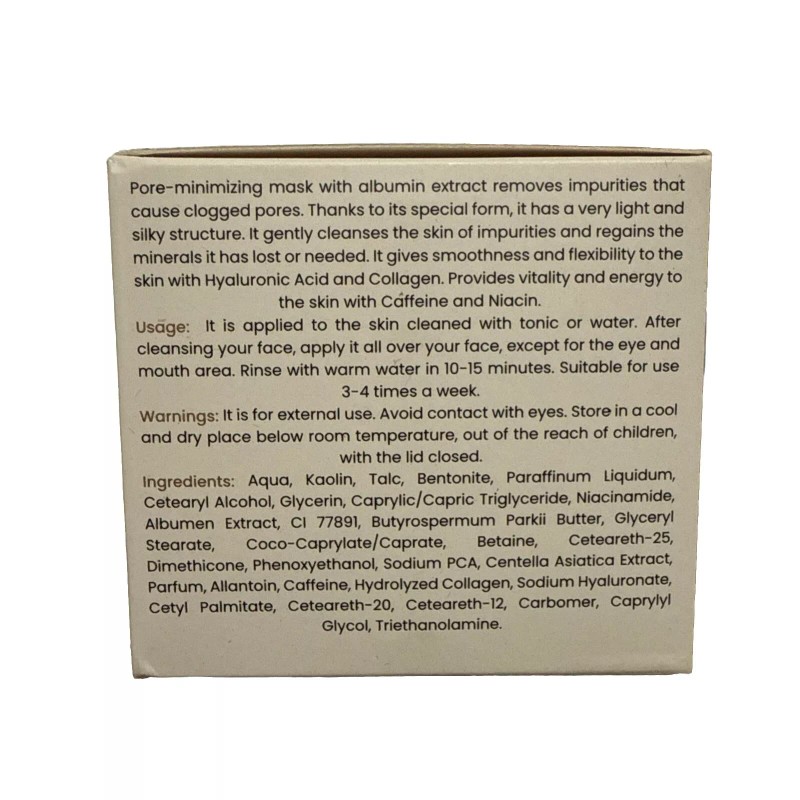 Pore-minimizing mask with albumin extract removes impurities that
cause clogged pores. Thanks to its special form, it has a very light and
silky structure. It gently cleanses the skin of impurities and regains the
minerals it has lost or needed. It gives smoothness and flexibility to the
skin with Hyaluronic Acid and Collagen. Provides vitality and energy to
the skin with Caffeine and Niacin.
Usage: It is applied to the skin cleaned with tonic or water. After
cleansing your face, apply it all over your face, except for the eye and
mouth area. Rinse with warm water in 10-15 minutes. Suitable for use
3-4 times a week.
Warnings: It is for external use. Avoid contact with eyes. Store in a cool
and dry place below room temperature, out of the reach of children,
with the lid closed.
Ingredients: Aqua, Kaolin, Talc, Bentonite, Paraffinum Liquidum,
Cetearyl Alcohol, Glycerin, Caprylic/Capric Triglyceride, Niacinamide,
Albumen Extract, CI 77891, Butyrospermum Parkii Butter, Glyceryl
Stearate, Coco-Caprylate/Caprate, Betaine, Ceteareth-25,
Dimethicone, Phenoxyethanol, Sodium PCA, Centella Asiatica Extract,
Parfum, Allantoin, Caffeine, Hydrolyzed Collagen, Sodium Hyaluronate,
Cetyl Palmitate, Ceteareth-20, Ceteareth-12, Carbomer, Caprylyl
Glycol, Triethanolamine.